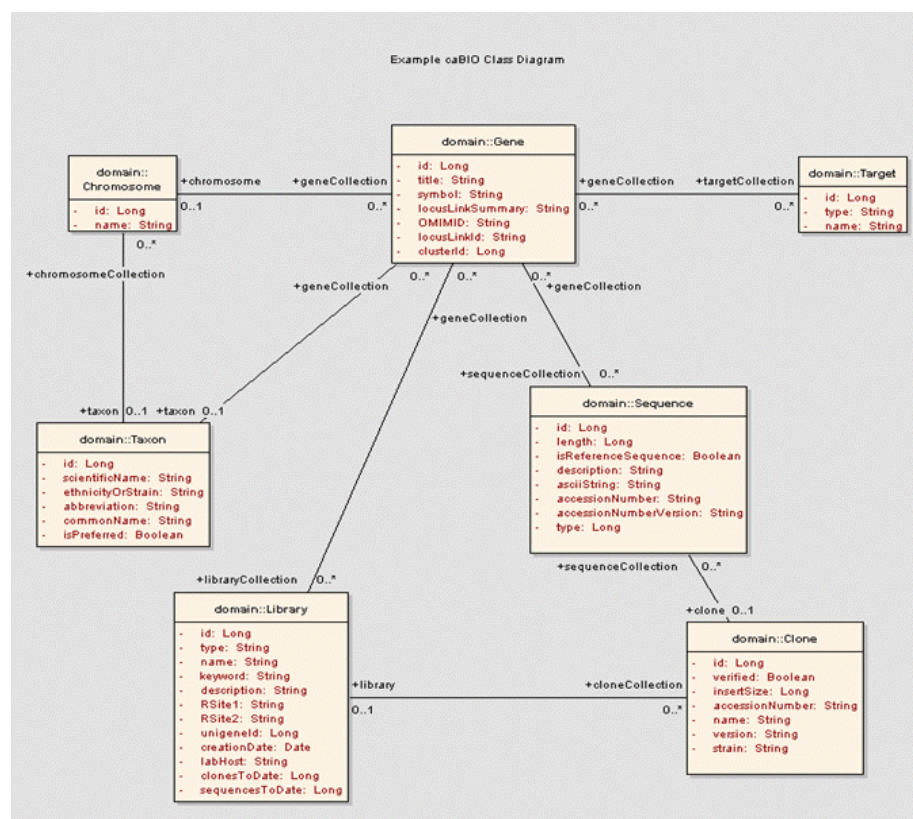 Example caBIO Class Diagram
domain::Gene
- id: Long
- title: String
- symbol: String
- locusLinkSummary: String
- OMIMID: String
- locusLinkId: String
- clusterId: Long
domain::
Chromosome
- id: Long
- name: String
domain::Target
- id: Long
- type: String
- name: String
+chromosome +geneCollection
0..1 0..*
+geneCollection +targetCollection
0..* 0..*
0..*
+chromosomeCollection
0..* 0..* 0..*
+geneCollection
+geneCollection
+geneCollection
+sequenceCollection 0..*
+taxon 0..1 +taxon 0..1
domain::Taxon
- id: Long
- scientificName: String
- ethnicityOrStrain: String
- abbreviation: String
- commonName: String
- isPreferred: Boolean
domain::Sequence
- id: Long
- length: Long
- isReferenceSequence: Boolean
- description: String
- asciiString: String
- accessionNumber: String
- accessionNumberVersion: String
- type: Long
+sequenceCollection 0..*
+libraryCollection 0..*
+clone 0..1
domain::Library
- id: Long
- type: String
- name: String
- keyword: String
- description: String
- RSite1: String
- RSite2: String
- unigeneId: Long
- creationDate: Date
- labHost: String
- clonesToDate: Long
- sequencesToDate: Long
+library +cloneCollection
0..1 0..*
domain::Clone
- id: Long
- verified: Boolean
- insertSize: Long
- accessionNumber: String
- name: String
- version: String
- strain: String